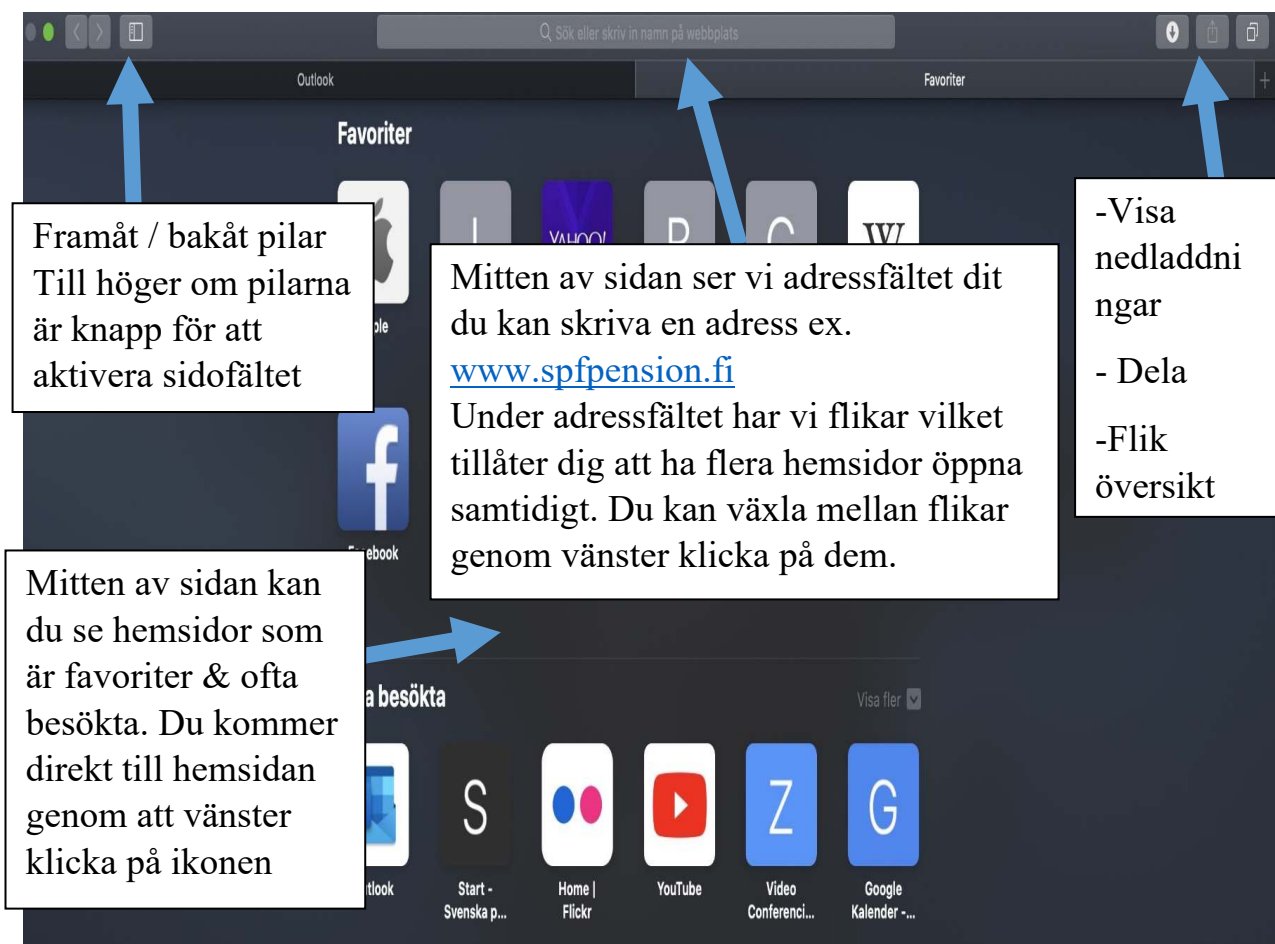 Sök eller skriv in namn på webbplats
Outlook
Favoriter
Favoriter
YAHOO!
W
Framåt / bakåt pilar
Till höger om pilarna
är knapp för att
aktivera sidofältet
Mitten av sidan ser vi adressfältet dit
du kan skriva en adress ex.
www.spfpension.fi
Under adressfältet har vi flikar vilket
tillåter dig att ha flera hemsidor öppna
samtidigt. Du kan växla mellan flikar
genom vänster klicka på dem.
-Visa
nedladdni
ngar
- Dela
-Flik
översikt
f
Mitten av sidan kan
du se hemsidor som
är favoriter & ofta
besökta. Du kommer
direkt till hemsidan
genom att vänster
klicka på ikonen
besökta
Visa fler
S
Z
G
Start -
Svenska p...
Home |
Flickr
YouTube
Video
Conferenci...
Google
Kalender -...